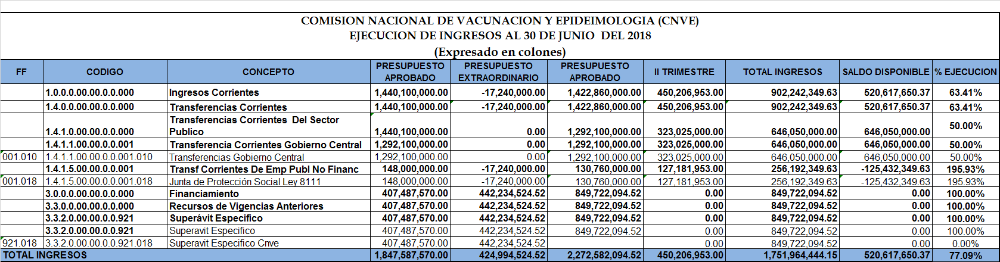 COMISION NACIONAL DE VACUNACION Y EPIDEIMOLOGIA (CNVE)
EJECUCION DE INGRESOS AL 30 DE JUNIO DEL 2018
(Expresado en colones)
FF CODIGO CONCEPTO PRESUPUESTO APROBADO PRESUPUESTO EXTRAORDINARIO PRESUPUESTO APROBADO II TRIMESTRE TOTAL INGRESOS SALDO DISPONIBLE % EJECUCION
1.0.0.0.00.00.0.0.000 Ingresos Corrientes 1,440,100,000.00 -17,240,000.00 1,422,860,000.00 450,206,953.00 902,242,349.63 520,617,650.37 63.41%
1.4.0.0.00.00.0.0.000 Transferencias Corrientes 1,440,100,000.00 -17,240,000.00 1,422,860,000.00 450,206,953.00 902,242,349.63 520,617,650.37 63.41%
1.4.1.0.00.00.0.0.000 Transferencias Corrientes Del Sector Publico 1,440,100,000.00 0.00 1,292,100,000.00 323,025,000.00 646,050,000.00 646,050,000.00 50.00%
1.4.1.1.00.00.0.0.001 Transferencia Corrientes Gobierno Central 1,292,100,000.00 0.00 1,292,100,000.00 323,025,000.00 646,050,000.00 646,050,000.00 50.00%
001.010 1.4.1.1.00.00.0.0.001.010 Transferencias Gobierno Central 1,292,100,000.00 0.00 1,292,100,000.00 323,025,000.00 646,050,000.00 646,050,000.00 50.00%
1.4.1.5.00.00.0.0.001 Transf Corrientes De Emp Publ No Financ 148,000,000.00 -17,240,000.00 130,760,000.00 127,181,953.00 256,192,349.63 -125,432,349.63 195.93%
001.018 1.4.1.5.00.00.0.0.001.018 Junta de Protección Social Ley 8111 148,000,000.00 -17,240,000.00 130,760,000.00 127,181,953.00 256,192,349.63 -125,432,349.63 195.93%
3.0.0.0.00.00.0.0.000 Financiamiento 407,487,570.00 442,234,524.52 849,722,094.52 0.00 849,722,094.52 0.00 100.00%
3.3.0.0.00.00.0.0.000 Recursos de Vigencias Anteriores 407,487,570.00 442,234,524.52 849,722,094.52 0.00 849,722,094.52 0.00 100.00%
3.3.2.0.00.00.0.0.921 Superávit Especifico 407,487,570.00 442,234,524.52 849,722,094.52 0.00 849,722,094.52 0.00 100.00%
3.3.2.0.00.00.0.0.921 Superavit Especifico 407,487,570.00 442,234,524.52 849,722,094.52 0.00 849,722,094.52 0.00 100.00%
921.018 3.3.2.0.00.00.0.0.921.018 Superavit Especifico Cnve 407,487,570.00 442,234,524.52 0.00 849,722,094.52 0.00 0.00%
TOTAL INGRESOS 1,847,587,570.00 424,994,524.52 2,272,582,094.52 450,206,953.00 1,751,964,444.15 520,617,650.37 77.09%